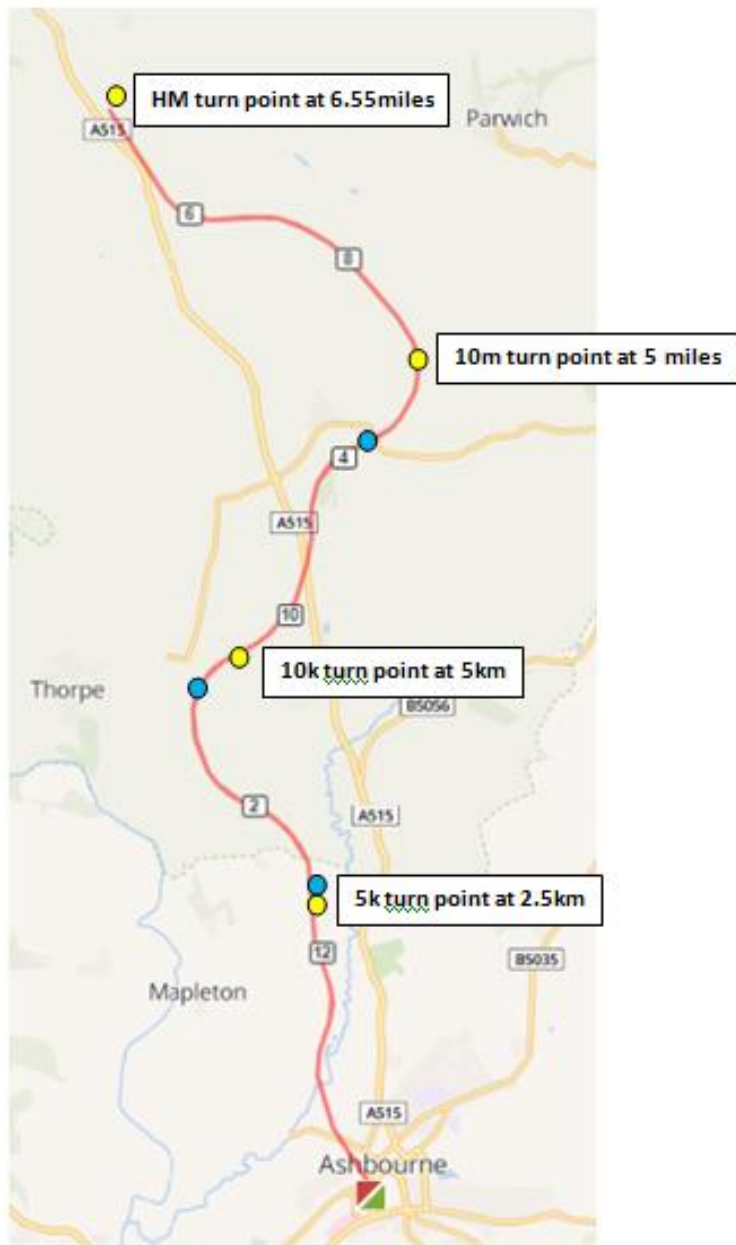 HM turn point at 6.55miles
A515
Parwich
6
8
10m turn point at 5 miles
4
A515
10
10k turn point at 5km
Thorpe
B5056
2
A515
5k turn point at 2.5km
12
B5035
Mapleton
A515
Ashbourne